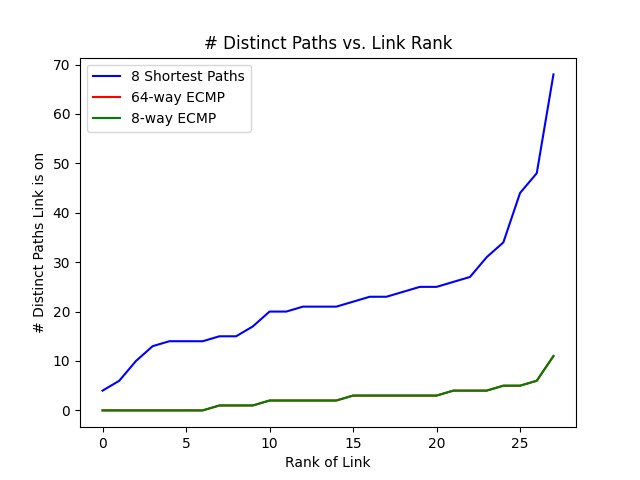 # Distinct Paths vs. Link Rank
8 Shortest Paths
64-way ECMP
8-way ECMP
# Distinct Paths Link is on
70
60
50
40
30
20
10
0
0 5 10 15 20 25
Rank of Link